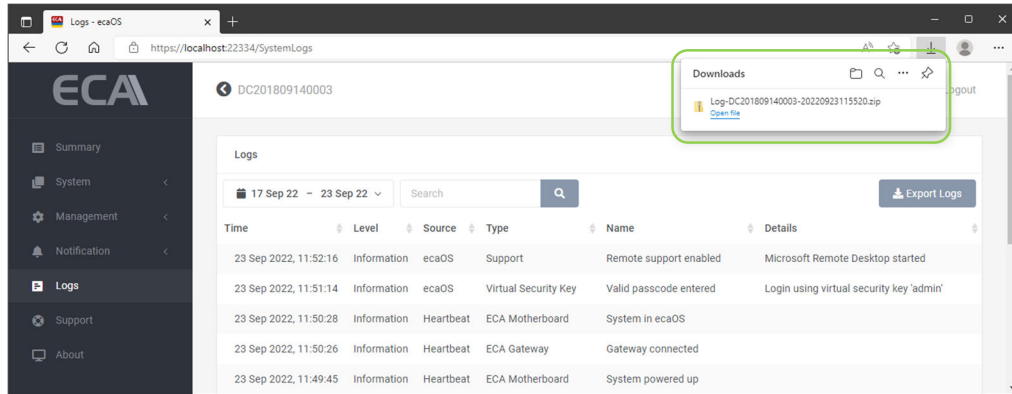 Logs - ecaOS
https://localhost:22334/SystemLogs
ECA
DC201809140003
Downloads
Log-DC201809140003-20220923115520.zip
Open file
ogout
Summary
System
Management
Notification
Logs
Support
About
Logs
17 Sep 22 – 23 Sep 22
Search
Export Logs
Time Level Source Type Name Details
23 Sep 2022, 11:52:16 Information ecaOS Support Remote support enabled Microsoft Remote Desktop started
23 Sep 2022, 11:51:14 Information ecaOS Virtual Security Key Valid passcode entered Login using virtual security key 'admin'
23 Sep 2022, 11:50:28 Information Heartbeat ECA Motherboard System in ecaOS
23 Sep 2022, 11:50:26 Information Heartbeat ECA Gateway Gateway connected
23 Sep 2022, 11:49:45 Information Heartbeat ECA Motherboard System powered up